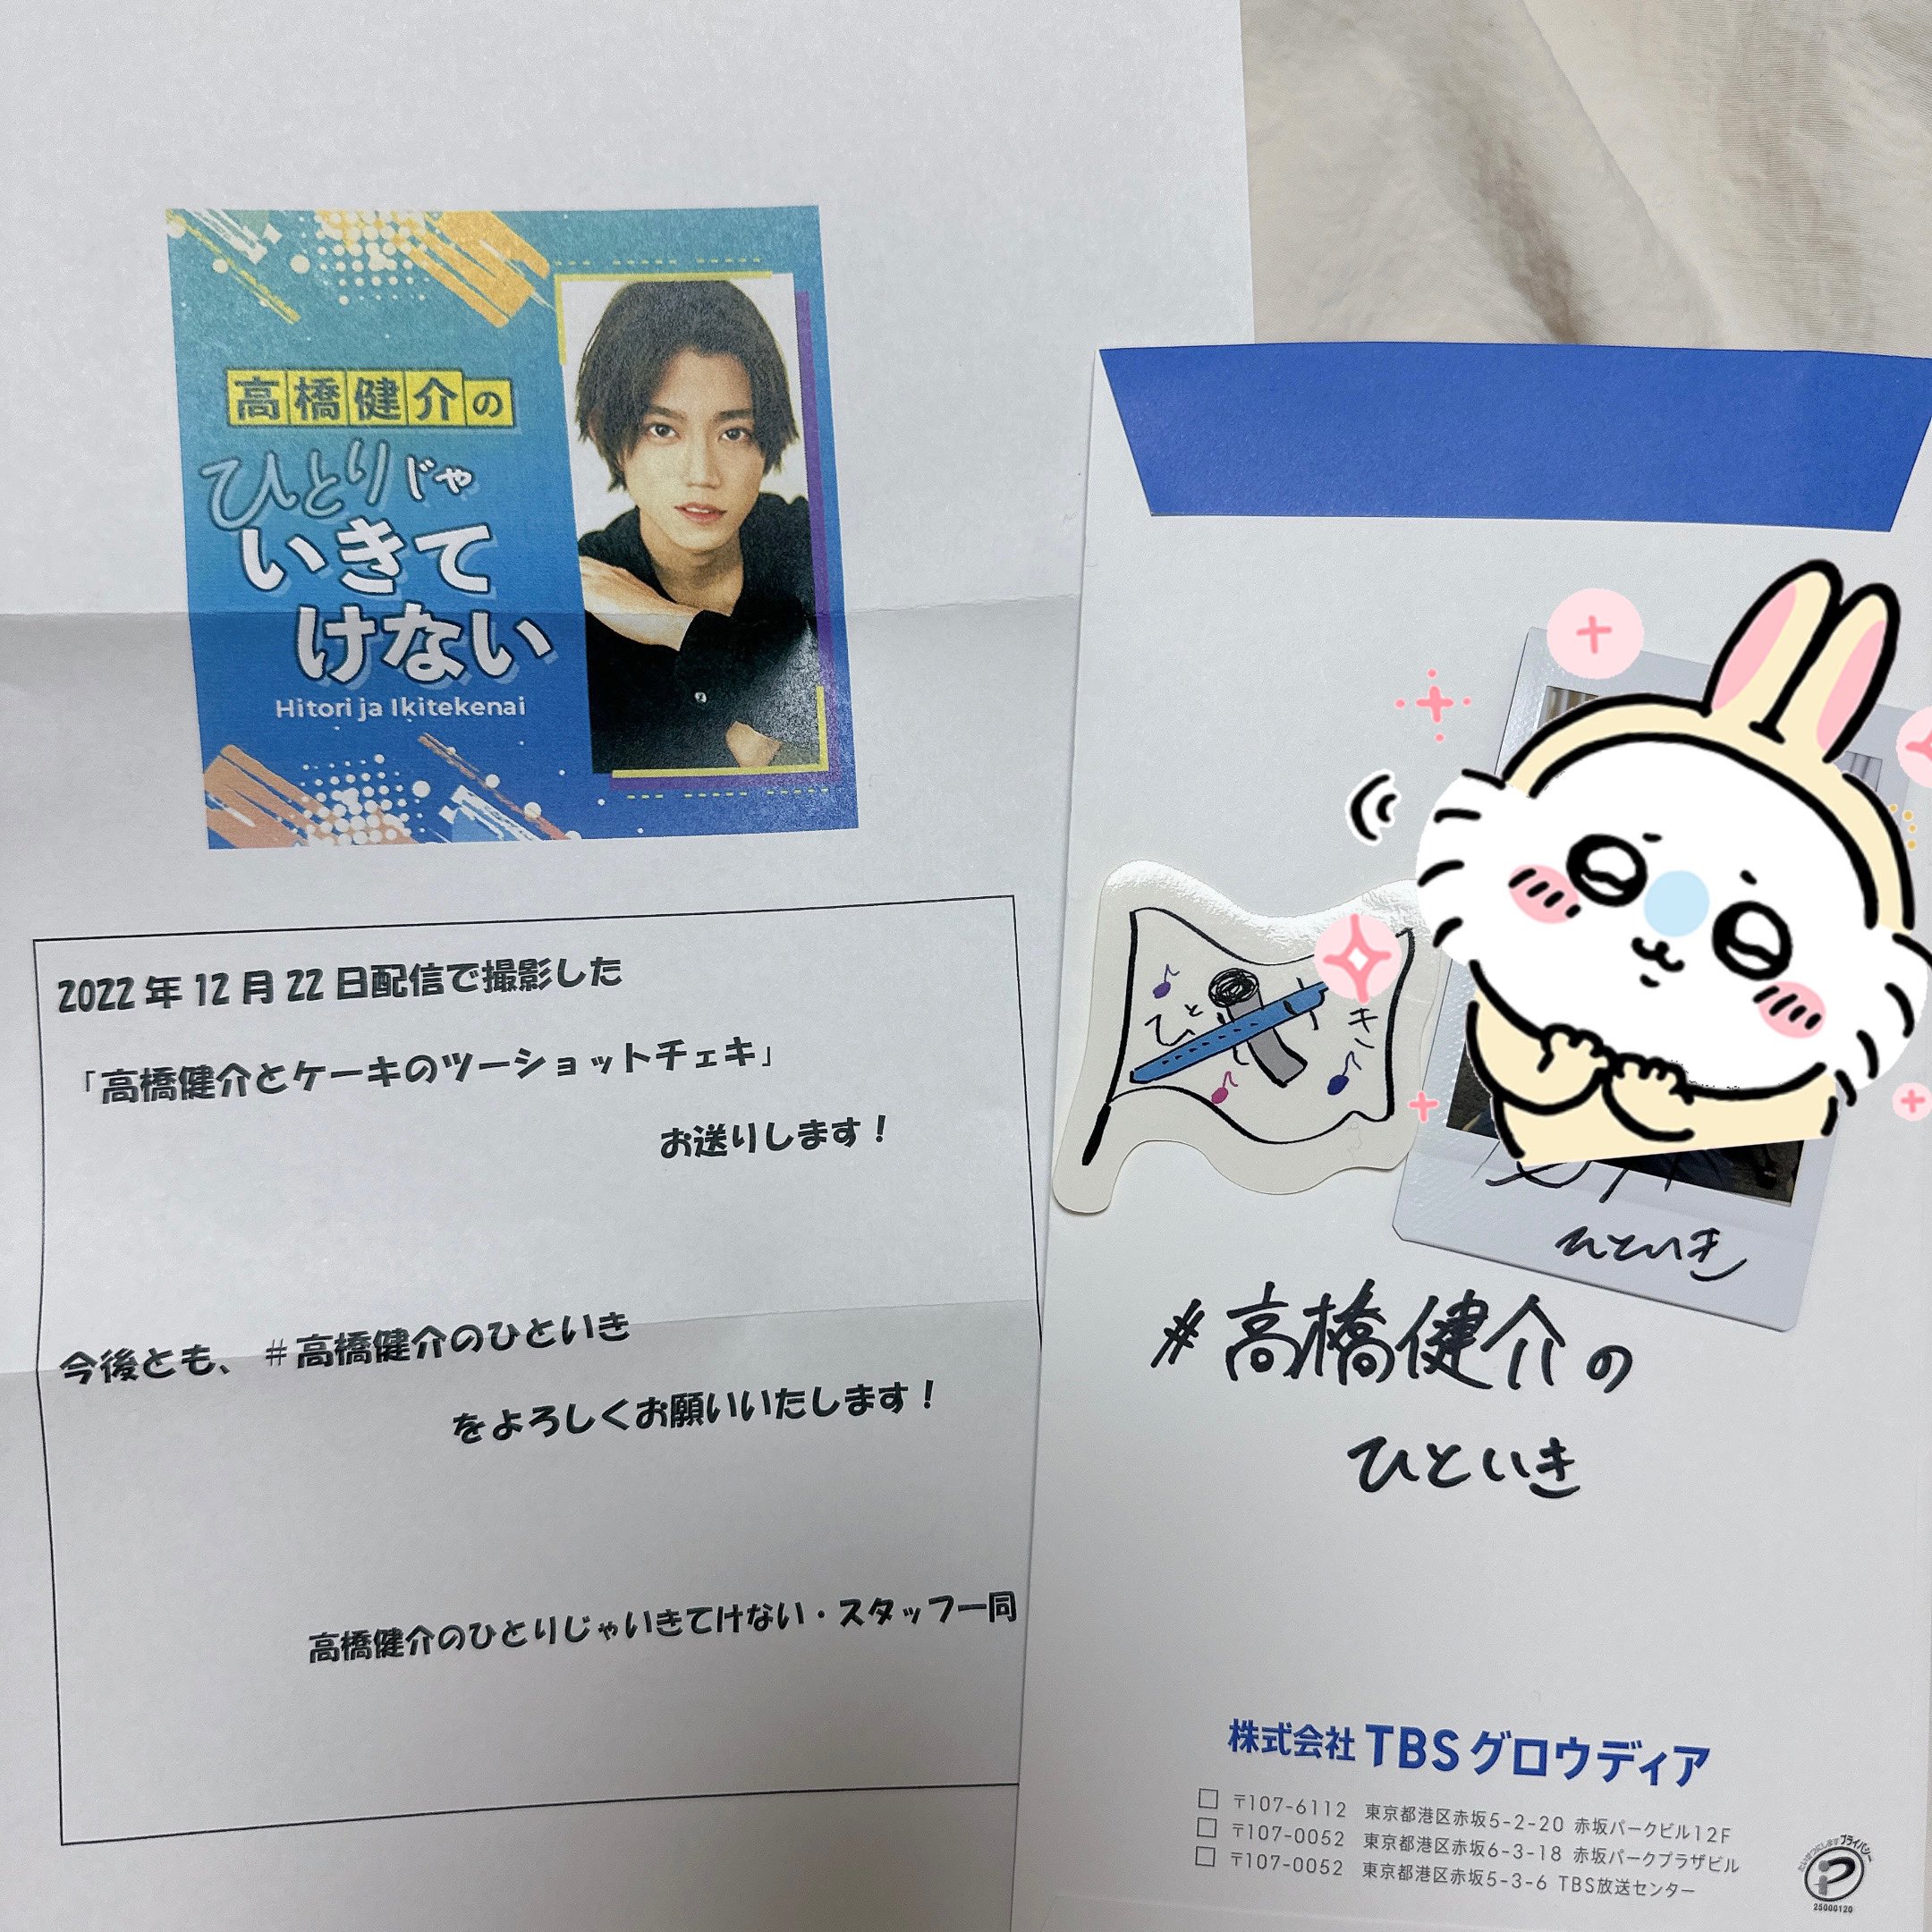 高橋健介の
ひとりじゃ
いきて
けない
Hitori ja Ikitekenai
2022年12月22日配信で撮影した
「高橋健介とケーキのツーショットチェキ」
お送りします！
今後とも、#高橋健介のひといき
をよろしくお願いいたします！
高橋健介のひとりじゃいきてけない・スタッフ一同
ひといき
#高橋健介の
ひといき
株式会社TBSグロウディア
□ 〒107-6112 東京都港区赤坂5-2-20 赤坂パークビル12F
□ 〒107-0052 東京都港区赤坂6-3-18 赤坂パークプラザビル
□ 〒107-0052 東京都港区赤坂5-3-6 TBS放送センター
プライバシー
25000120